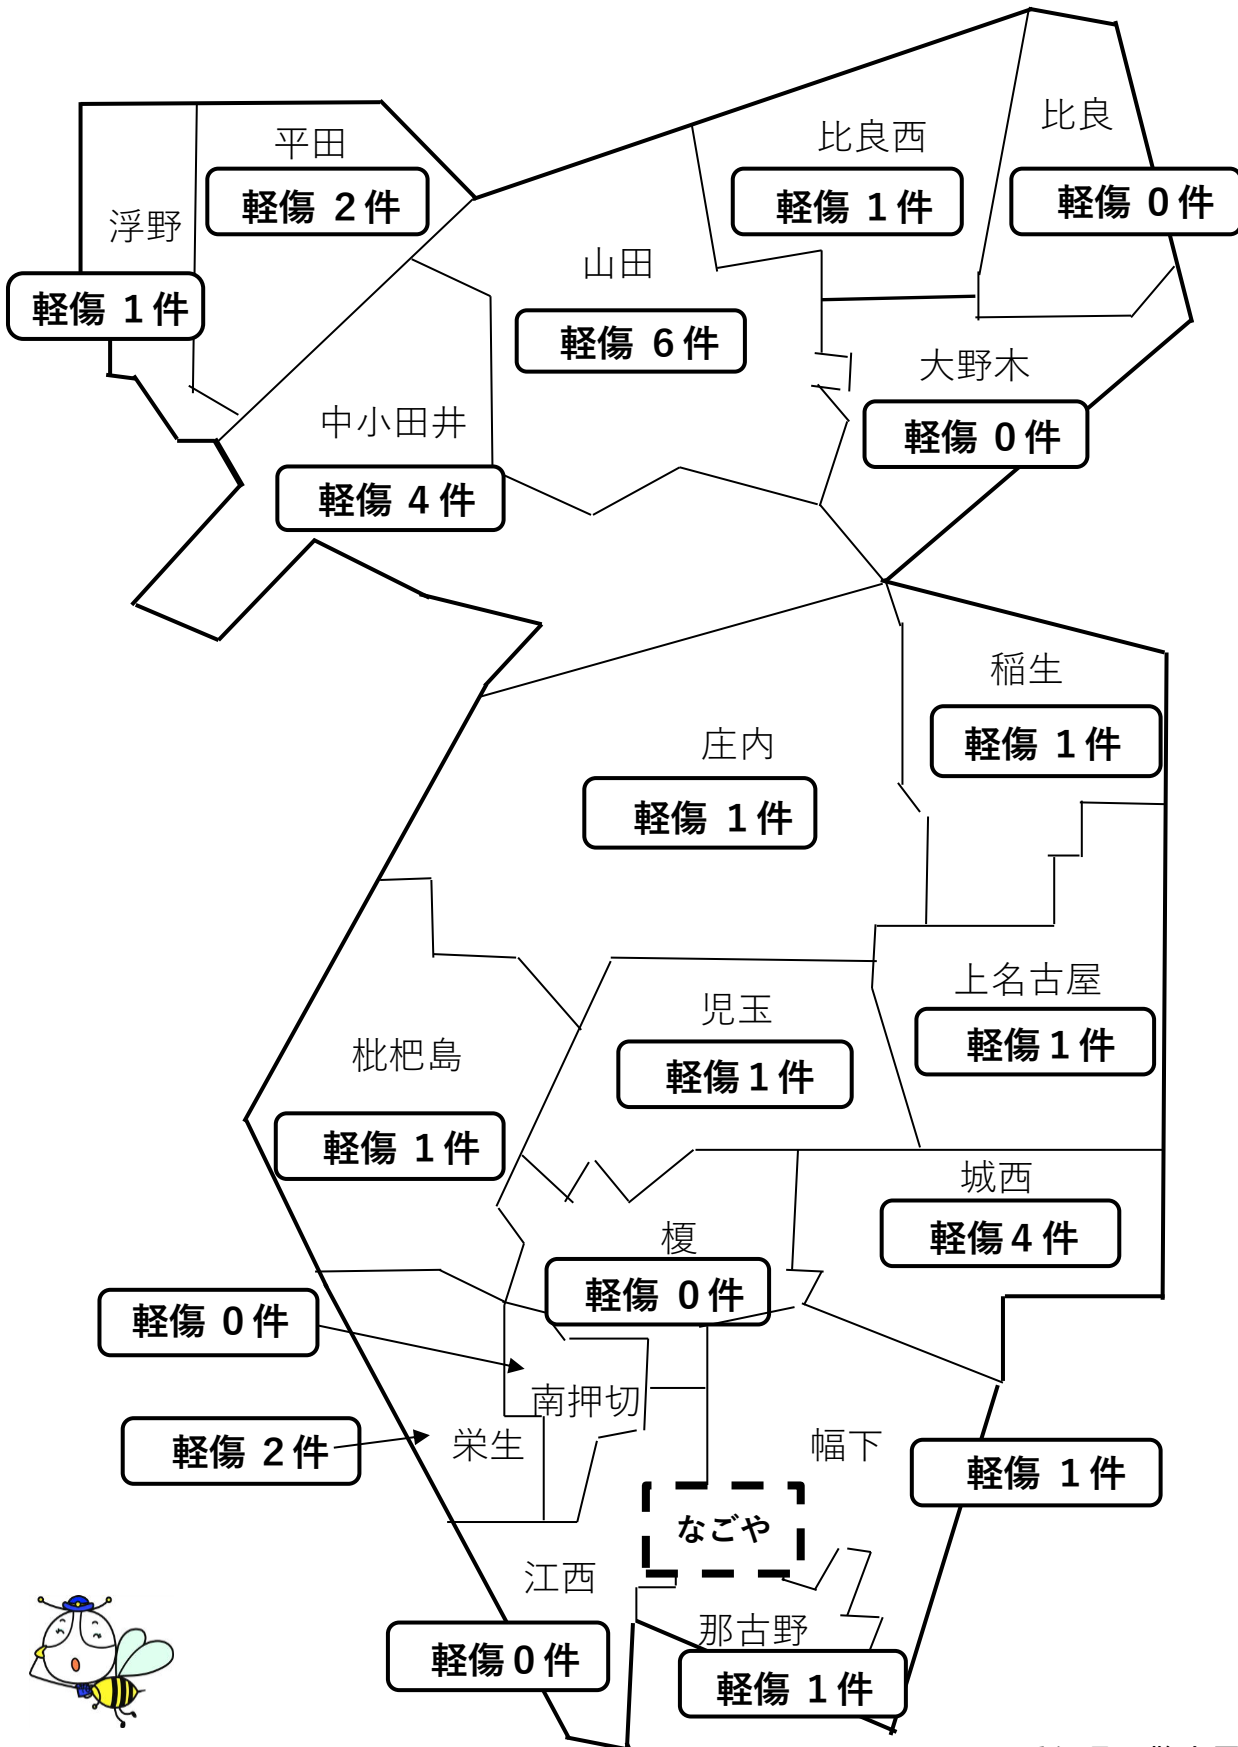 比良
軽傷 0件
比良西
軽傷 1件
平田
軽傷 2件
浮野
軽傷 1件
山田
軽傷 6件
大野木
軽傷 0件
中小田井
軽傷 4件
稲生
軽傷 1件
庄内
軽傷 1件
上名古屋
軽傷1件
児玉
軽傷1件
枇杷島
軽傷 1件
城西
軽傷4件
榎
軽傷 0件
軽傷 0件
南押切
軽傷 2件
栄生
幅下
軽傷 1件
なごや
江西
軽傷0件
那古野
軽傷 1件